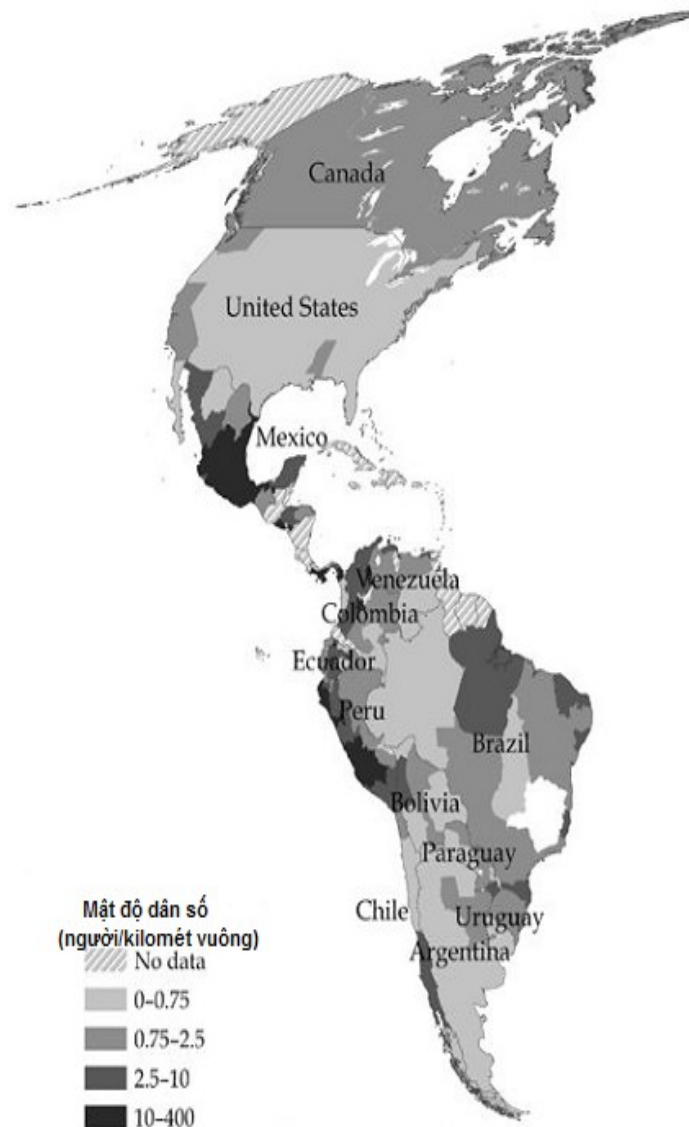 Canada
United States
Mexico
Venezuela
Colombia
Ecuador
Peru
Brazil
Bolivia
Paraguay
Chile
Uruguay
Argentina
Mật độ dân số
(người/kilomét vuông)
No data
0–0.75
0.75–2.5
2.5–10
10–400